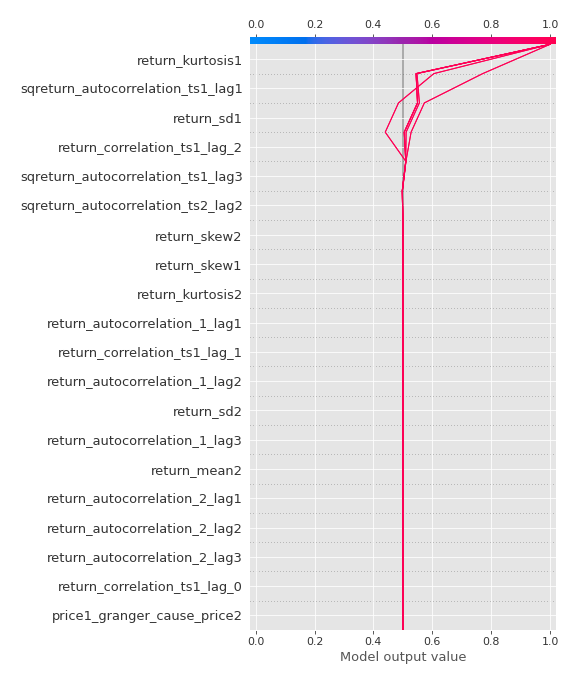 0.0 0.2 0.4 0.6 0.8 1.0
return_kurtosis1
sqreturn_autocorrelation_ts1_lag1
return_sd1
return_correlation_ts1_lag_2
sqreturn_autocorrelation_ts1_lag3
sqreturn_autocorrelation_ts2_lag2
return_skew2
return_skew1
return_kurtosis2
return_autocorrelation_1_lag1
return_correlation_ts1_lag_1
return_autocorrelation_1_lag2
return_sd2
return_autocorrelation_1_lag3
return_mean2
return_autocorrelation_2_lag1
return_autocorrelation_2_lag2
return_autocorrelation_2_lag3
return_correlation_ts1_lag_0
price1_granger_cause_price2
0.0 0.2 0.4 0.6 0.8 1.0
Model output value